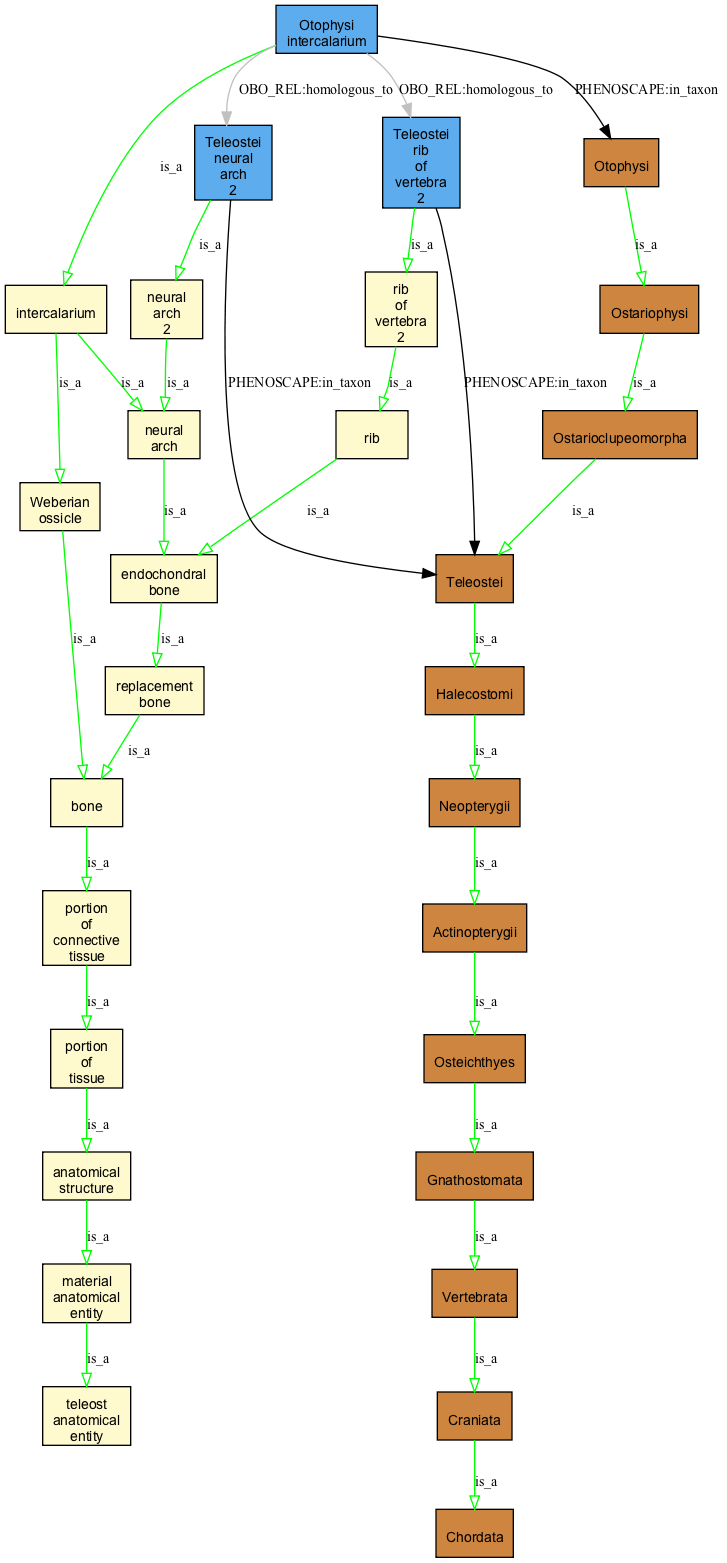 Otophysi
intercalarium
OBO_REL:homologous_to
OBO_REL:homologous_to
PHENOSCAPE:in_taxon
Teleostei
neural
arch
2
Teleostei
rib
of
vertebra
2
Otophysi
is_a
is_a
is_a
is_a
intercalarium
neural
arch
2
rib
of
vertebra
2
Ostariophysi
is_a
is_a
is_a
PHENOSCAPE:in_taxon
is_a
PHENOSCAPE:in_taxon
is_a
neural
arch
rib
Ostarioclupeomorpha
Weberian
ossicle
is_a
is_a
is_a
endochondral
bone
Teleostei
is_a
is_a
is_a
replacement
bone
Halecostomi
is_a
is_a
bone
Neopterygii
is_a
is_a
portion
of
connective
tissue
Actinopterygii
is_a
is_a
portion
of
tissue
Osteichthyes
is_a
is_a
anatomical
structure
Gnathostomata
is_a
is_a
material
anatomical
entity
Vertebrata
is_a
is_a
teleost
anatomical
entity
Craniata
is_a
Chordata